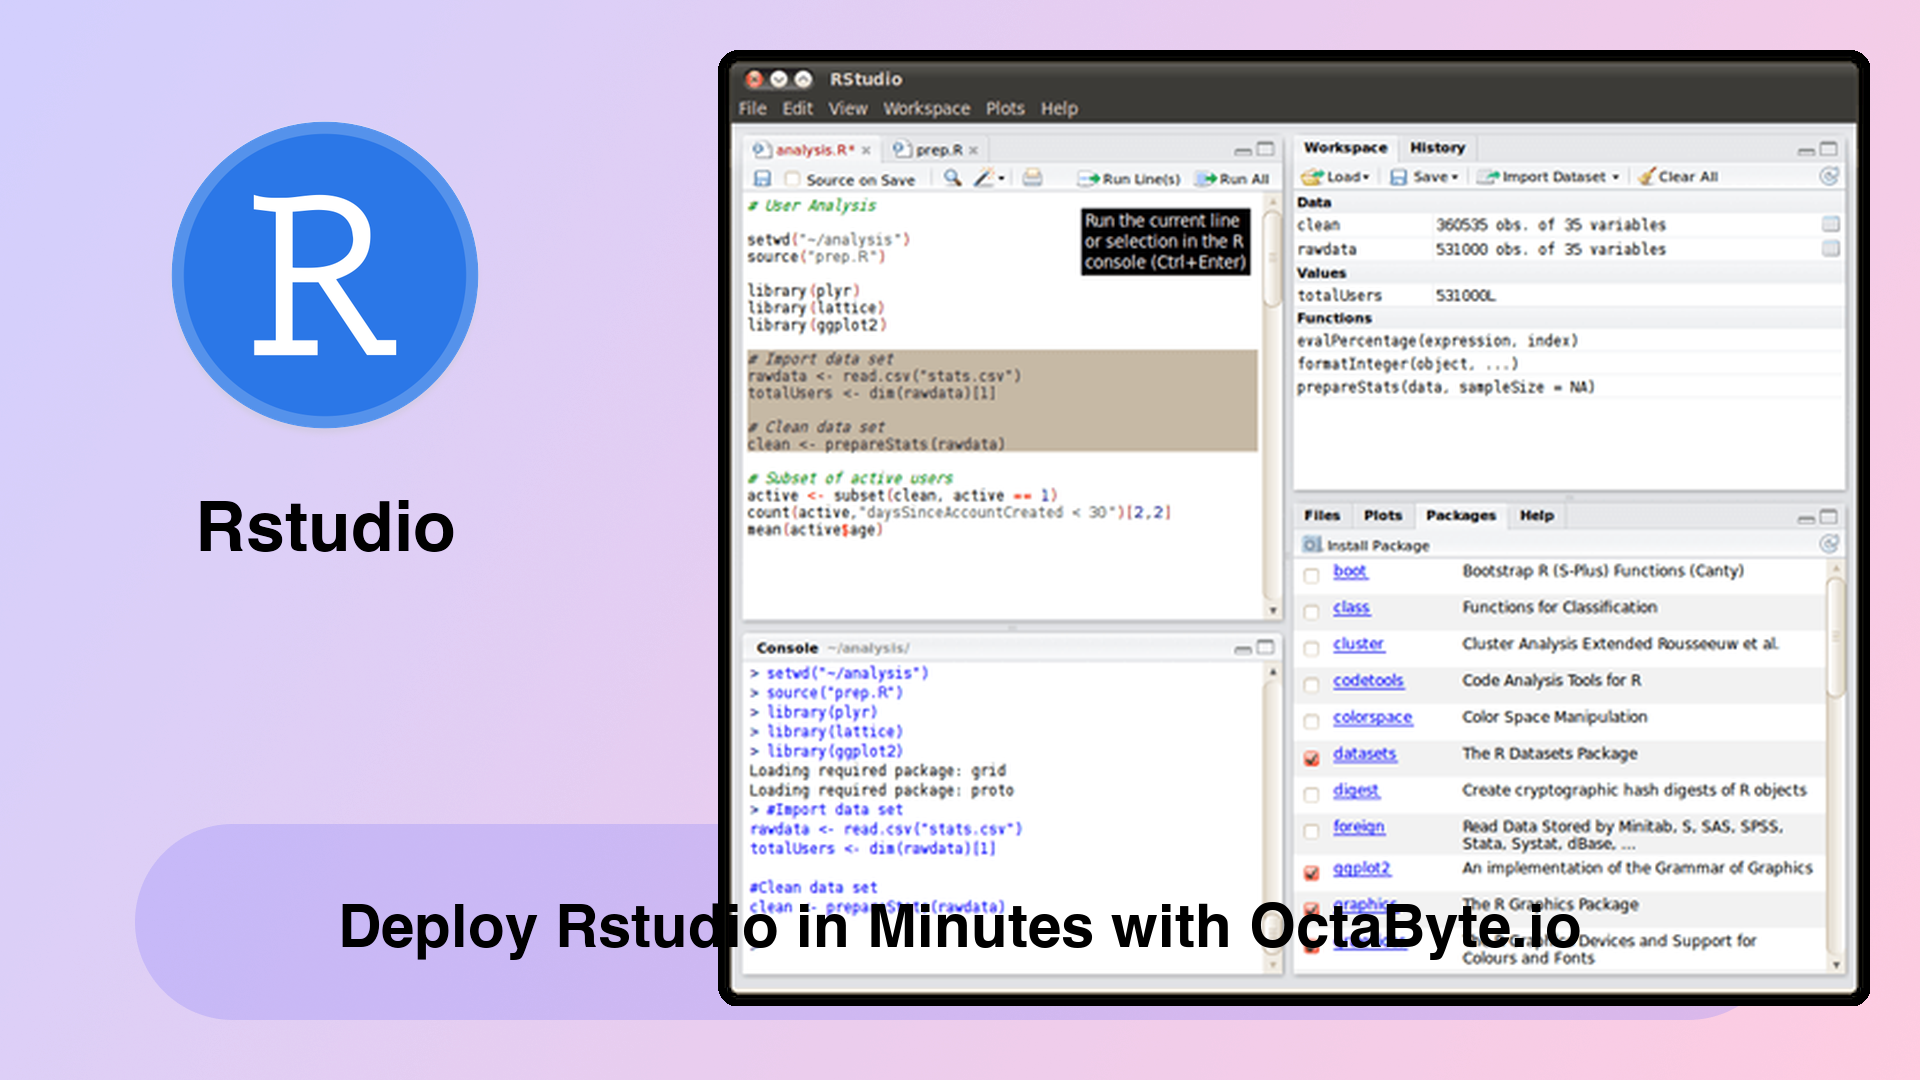 R
Rstudio
RStudio
File Edit View Workspace Plots Help
analysis.R* prep.R
Source on Save Run Line(s) Run All
# User Analysis
setwd("~/analysis")
source("prep.R")
library(plyr)
library(lattice)
library(ggplot2)
# Import data set
rawdata <- read.csv("stats.csv")
totalUsers <- dim(rawdata)[1]
# Clean data set
clean <- prepareStats(rawdata)
# Subset of active users
active <- subset(clean, active == 1)
count(active,"daysSinceAccountCreated < 30")[2,2]
mean(active$age)
Run the current line
or selection in the R
console (Ctrl+Enter)
Console ~/analysis/
> setwd("~/analysis")
> source("prep.R")
> library(plyr)
> library(lattice)
> library(ggplot2)
Loading required package: grid
Loading required package: proto
> #Import data set
rawdata <- read.csv("stats.csv")
totalUsers <- dim(rawdata)[1]
#Clean data set
clean <- prepareStats(rawdata)
Workspace History
Load Save Import Dataset Clear All
Data
clean 360535 obs. of 35 variables
rawdata 531000 obs. of 35 variables
Values
totalUsers 531000L
Functions
evalPercentage(expression, index)
formatInteger(object, ...)
prepareStats(data, sampleSize = NA)
Files Plots Packages Help
Install Package
boot Bootstrap R (S-Plus) Functions (Canty)
class Functions for Classification
cluster Cluster Analysis Extended Rousseeuw et al.
codetools Code Analysis Tools for R
colorspace Color Space Manipulation
datasets The R Datasets Package
digest Create cryptographic hash digests of R objects
foreign Read Data Stored by Minitab, S, SAS, SPSS,
Stata, Systat, dBase, ...
ggplot2 An implementation of the Grammar of Graphics
graphics The R Graphics Package
The R Graphics Devices and Support for
Colours and Fonts
Deploy Rstudio in Minutes with OctaByte.io